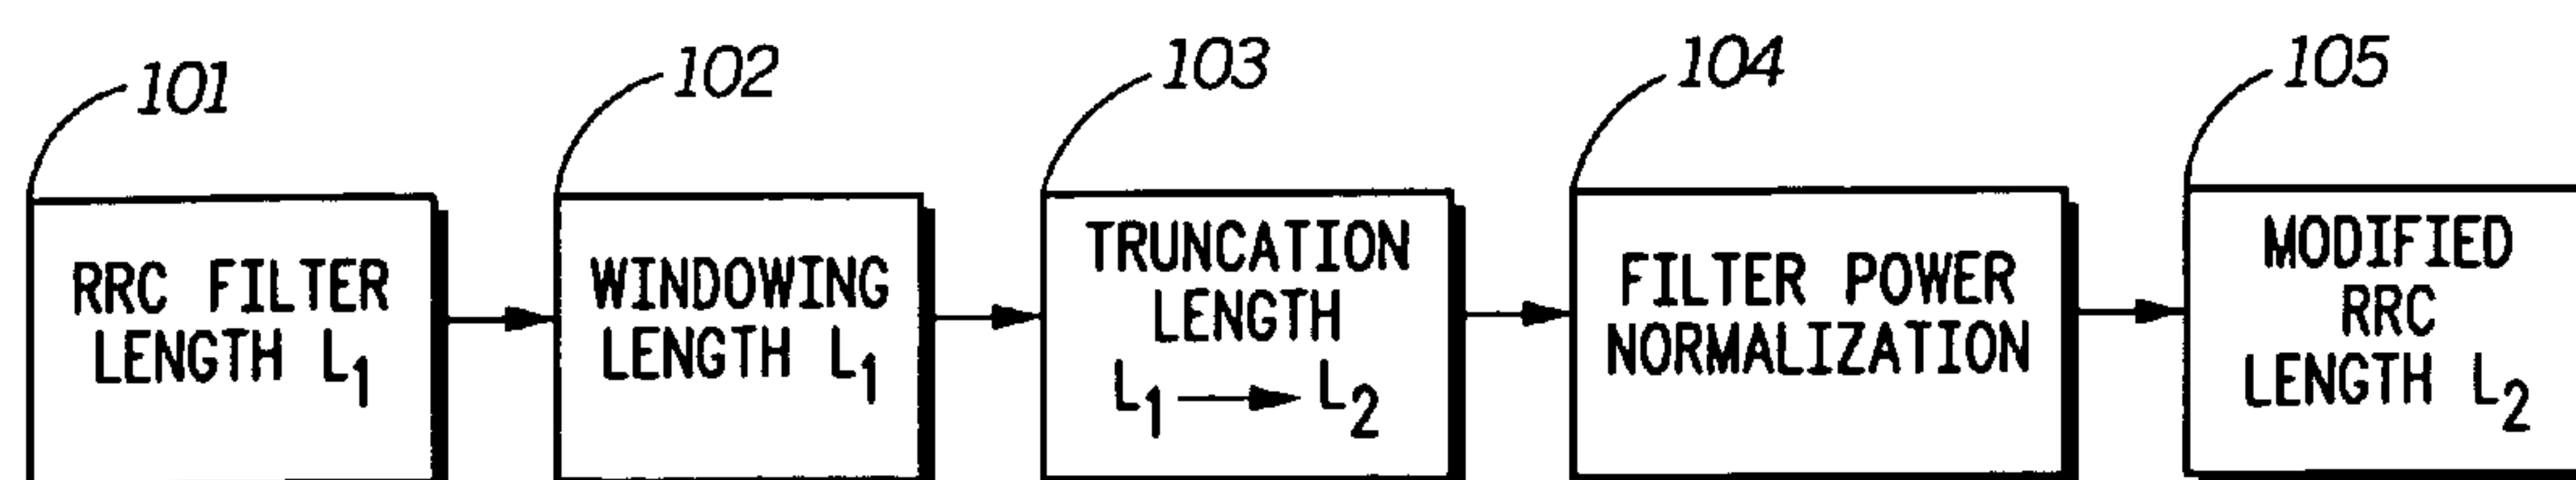 101
102
103
104
105
RRC FILTER
LENGTH L1
WINDOWING
LENGTH L1
TRUNCATION
LENGTH
L1 → L2
FILTER POWER
NORMALIZATION
MODIFIED
RRC
LENGTH L2